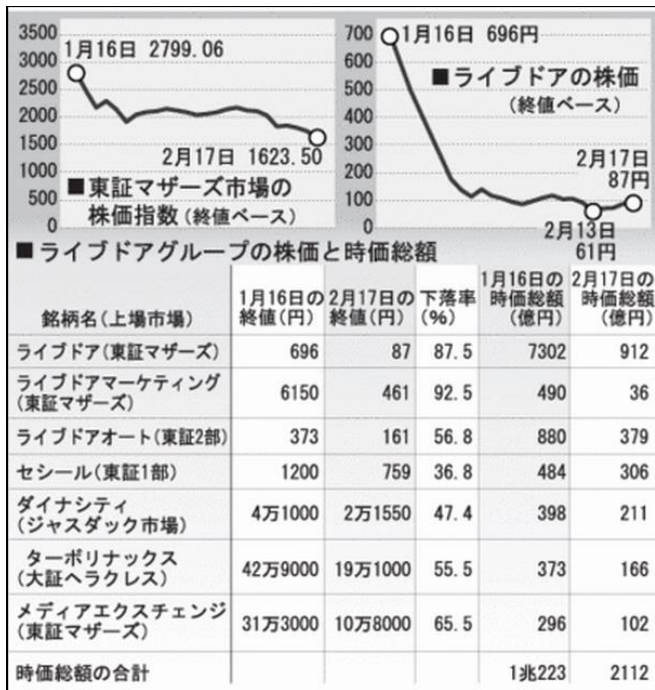 3500
3000
2500
2000
1500
1000
500
0
1月16日 2799.06
2月17日 1623.50
■東証マザーズ市場の
株価指数(終値ベース)
700
600
500
400
300
200
100
0
1月16日 696円
■ライブドアの株価
(終値ベース)
2月17日
87円
2月13日
61円
■ライブドアグループの株価と時価総額
銘柄名(上場市場) 1月16日の終値(円) 2月17日の終値(円) 下落率(%) 1月16日の時価総額(億円) 2月17日の時価総額(億円)
ライブドア(東証マザーズ) 696 87 87.5 7302 912
ライブドアマーケティング
(東証マザーズ) 6150 461 92.5 490 36
ライブドアオート(東証2部) 373 161 56.8 880 379
セシール(東証1部) 1200 759 36.8 484 306
ダイナシティ
(ジャスダック市場) 4万1000 2万1550 47.4 398 211
ターボリナックス
(大証ヘラクレス) 42万9000 19万1000 55.5 373 166
メディアエクスチェンジ
(東証マザーズ) 31万3000 10万8000 65.5 296 102
時価総額の合計 1兆223 2112